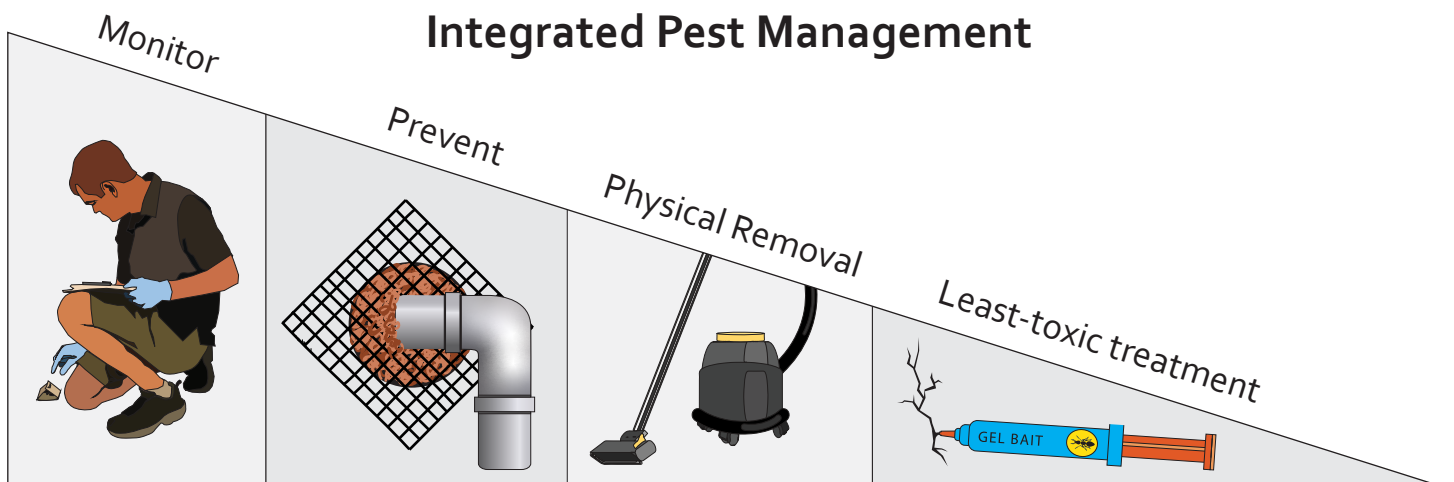 Integrated Pest Management
Monitor
Prevent
Physical Removal
Least-toxic treatment
GEL BAIT